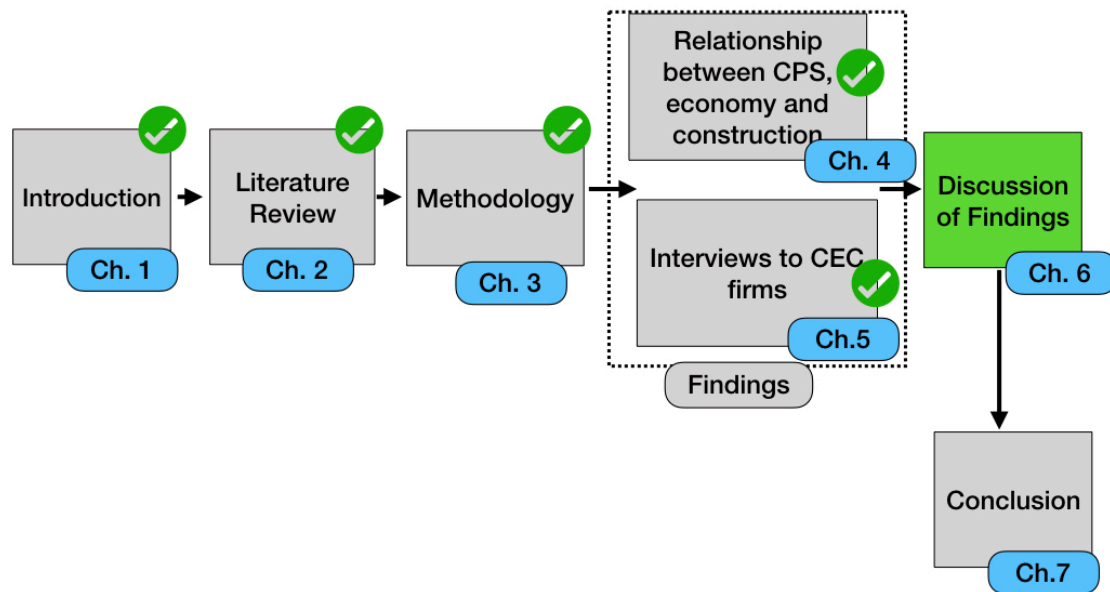 Introduction
Ch. 1
Literature
Review
Ch. 2
Methodology
Ch. 3
Relationship
between CPS,
economy and
construction
Ch. 4
Interviews to CEC
firms
Ch.5
Findings
Discussion
of Findings
Ch. 6
Conclusion
Ch.7